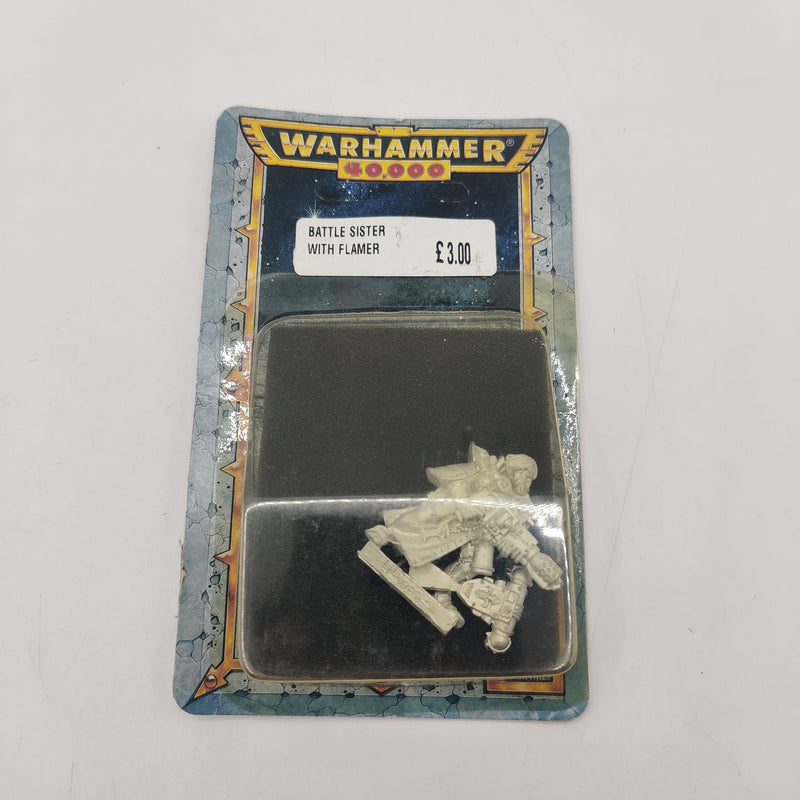 WARHAMMER®
40,000
BATTLE SISTER
WITH FLAMER
£3.00